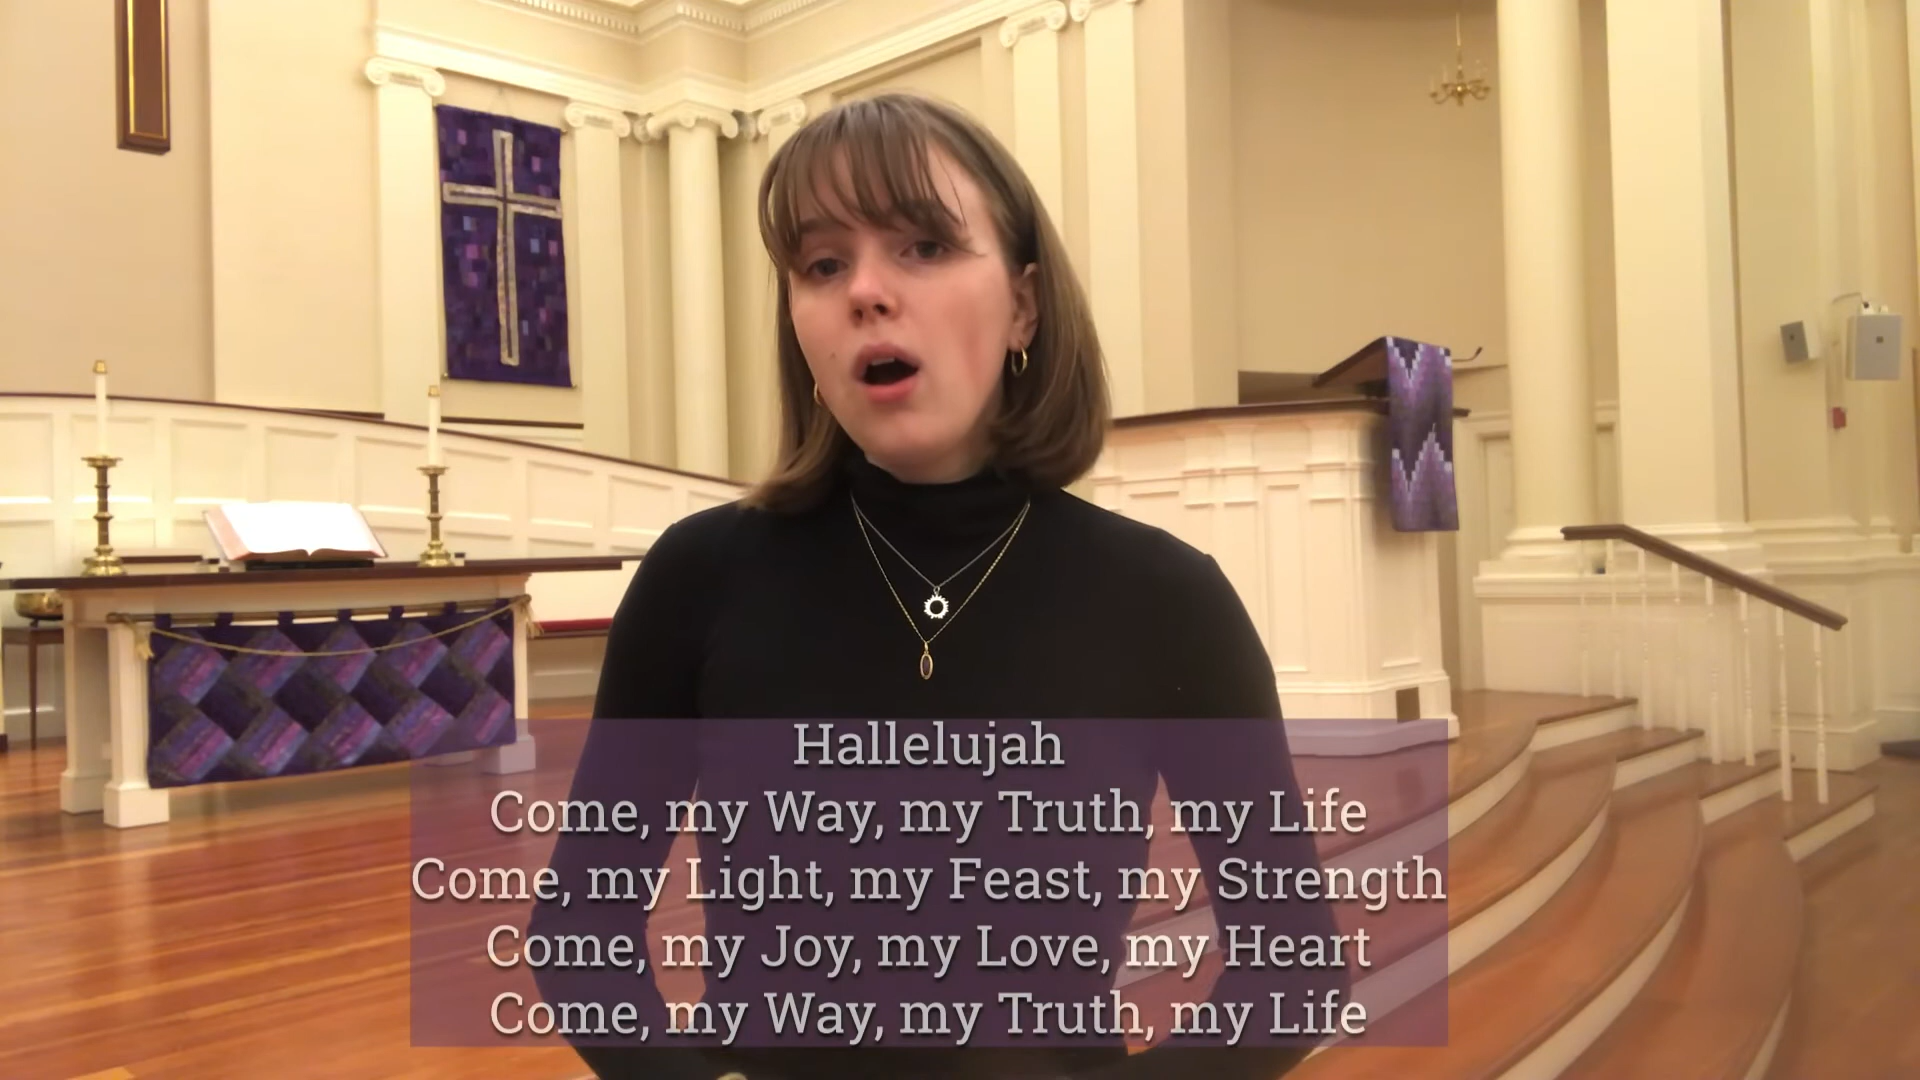 Hallelujah
Come, my Way, my Truth, my Life
Come, my Light, my Feast, my Strength
Come, my Joy, my Love, my Heart
Come, my Way, my Truth, my Life